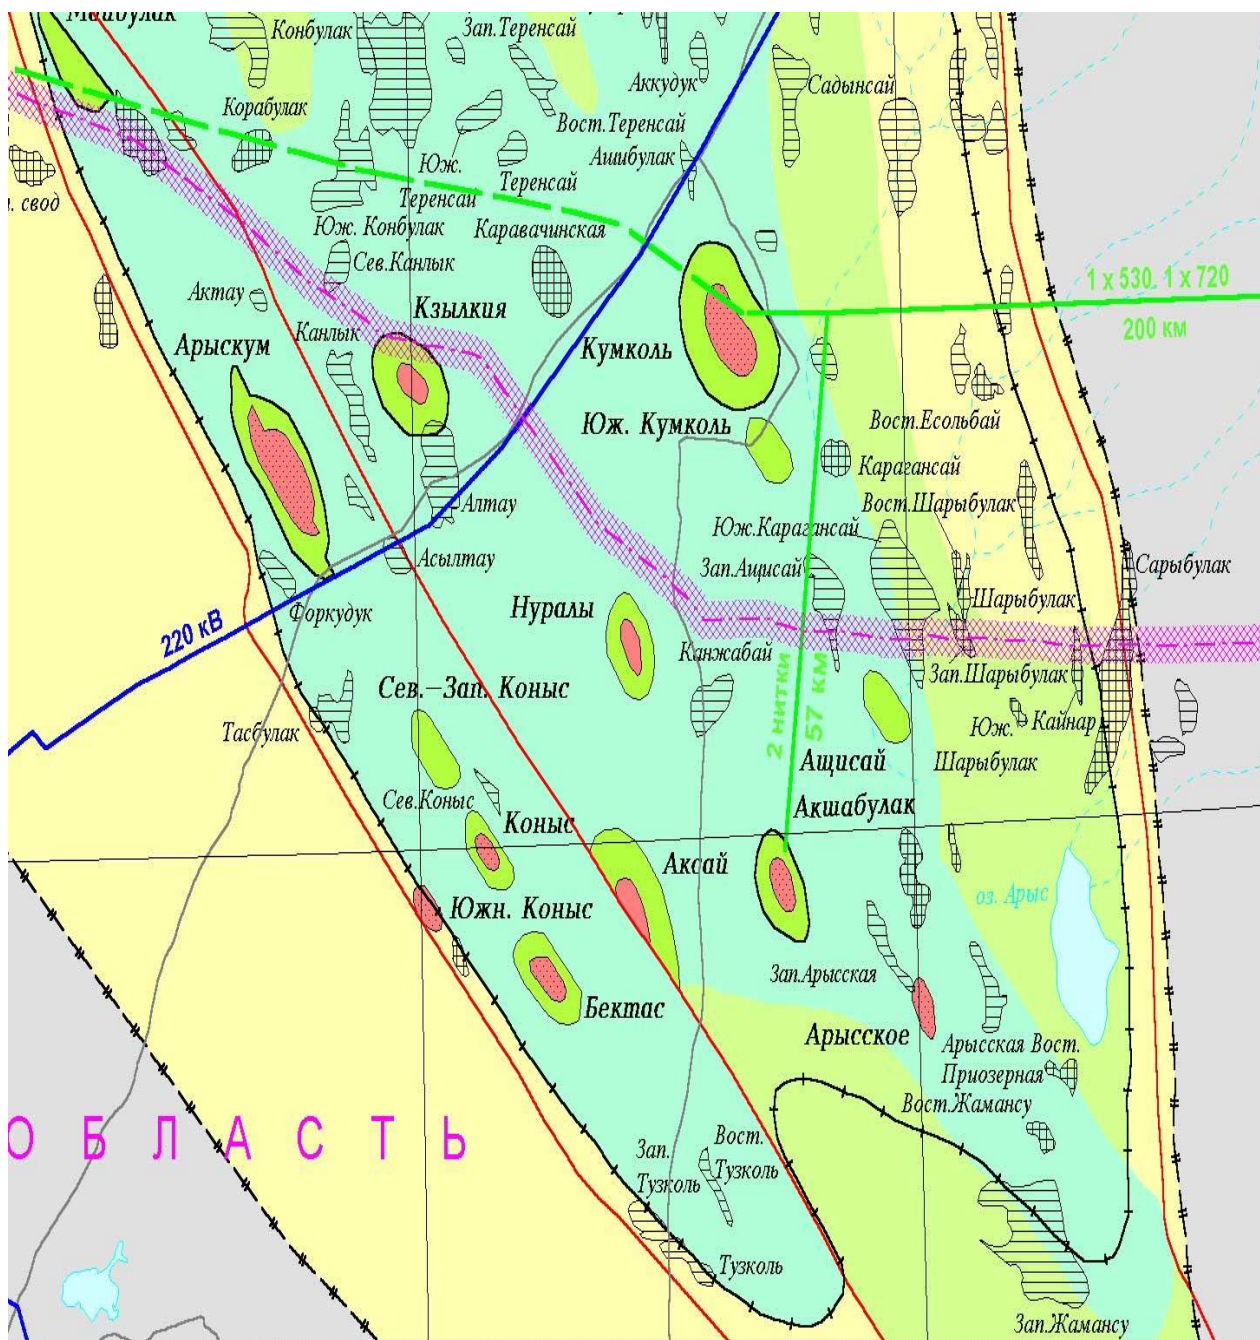 Майбулак
Конбулак
Зап.Теренсай
Аккудук
Садынсай
Корабулак
Вост.Теренсай
Ашибулак
Юж.
Теренсай
Теренсай
. свод
Юж. Конбулак
Каравачинская
Сев.Канлык
Актау
Кзылкия
Канлык
Арыскум
Кумколь
1 x 530, 1 x 720
200 км
Юж. Кумколь
Вост.Есольбай
Карагансай
Вост.Шарыбулак
Алтау
Юж.Карагансай
Асылтау
Зап.Ащисай
Сарыбулак
Форкудук
Нуралы
Шарыбулак
220 кВ
Канжабай
Зап.Шарыбулак
Сев.–Зап. Коныс
2 нитки
57 км
Тасбулак
Юж.
Шарыбулак
Кайнар
Ащисай
Сев.Коныс
Коныс
Акшабулак
Аксай
оз. Арыс
Южн. Коныс
Зап.Арысская
Бектас
Арысское
Арысская Вост.
Приозерная
Вост.Жамансу
ОБЛАСТЬ
Зап.
Тузколь
Вост.
Тузколь
Тузколь
Зап.Жамансу